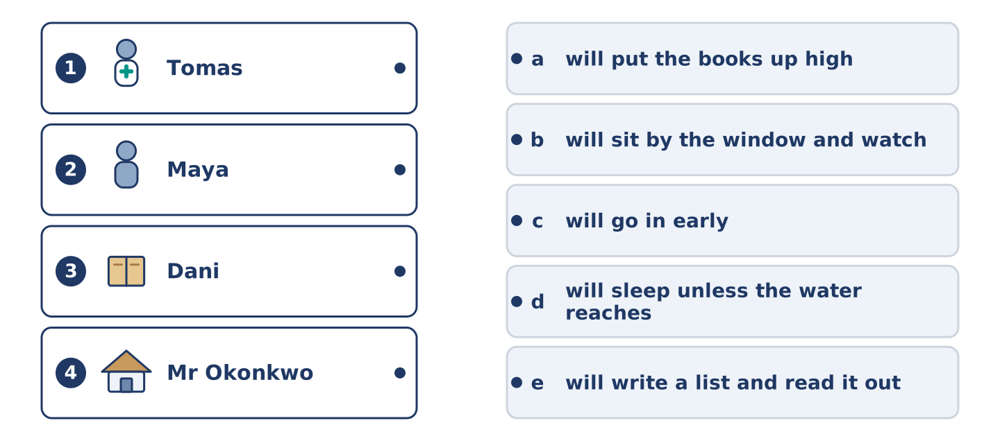 1 Tomas
2 Maya
3 Dani
4 Mr Okonkwo
a will put the books up high
b will sit by the window and watch
c will go in early
d will sleep unless the water
reaches
e will write a list and read it out